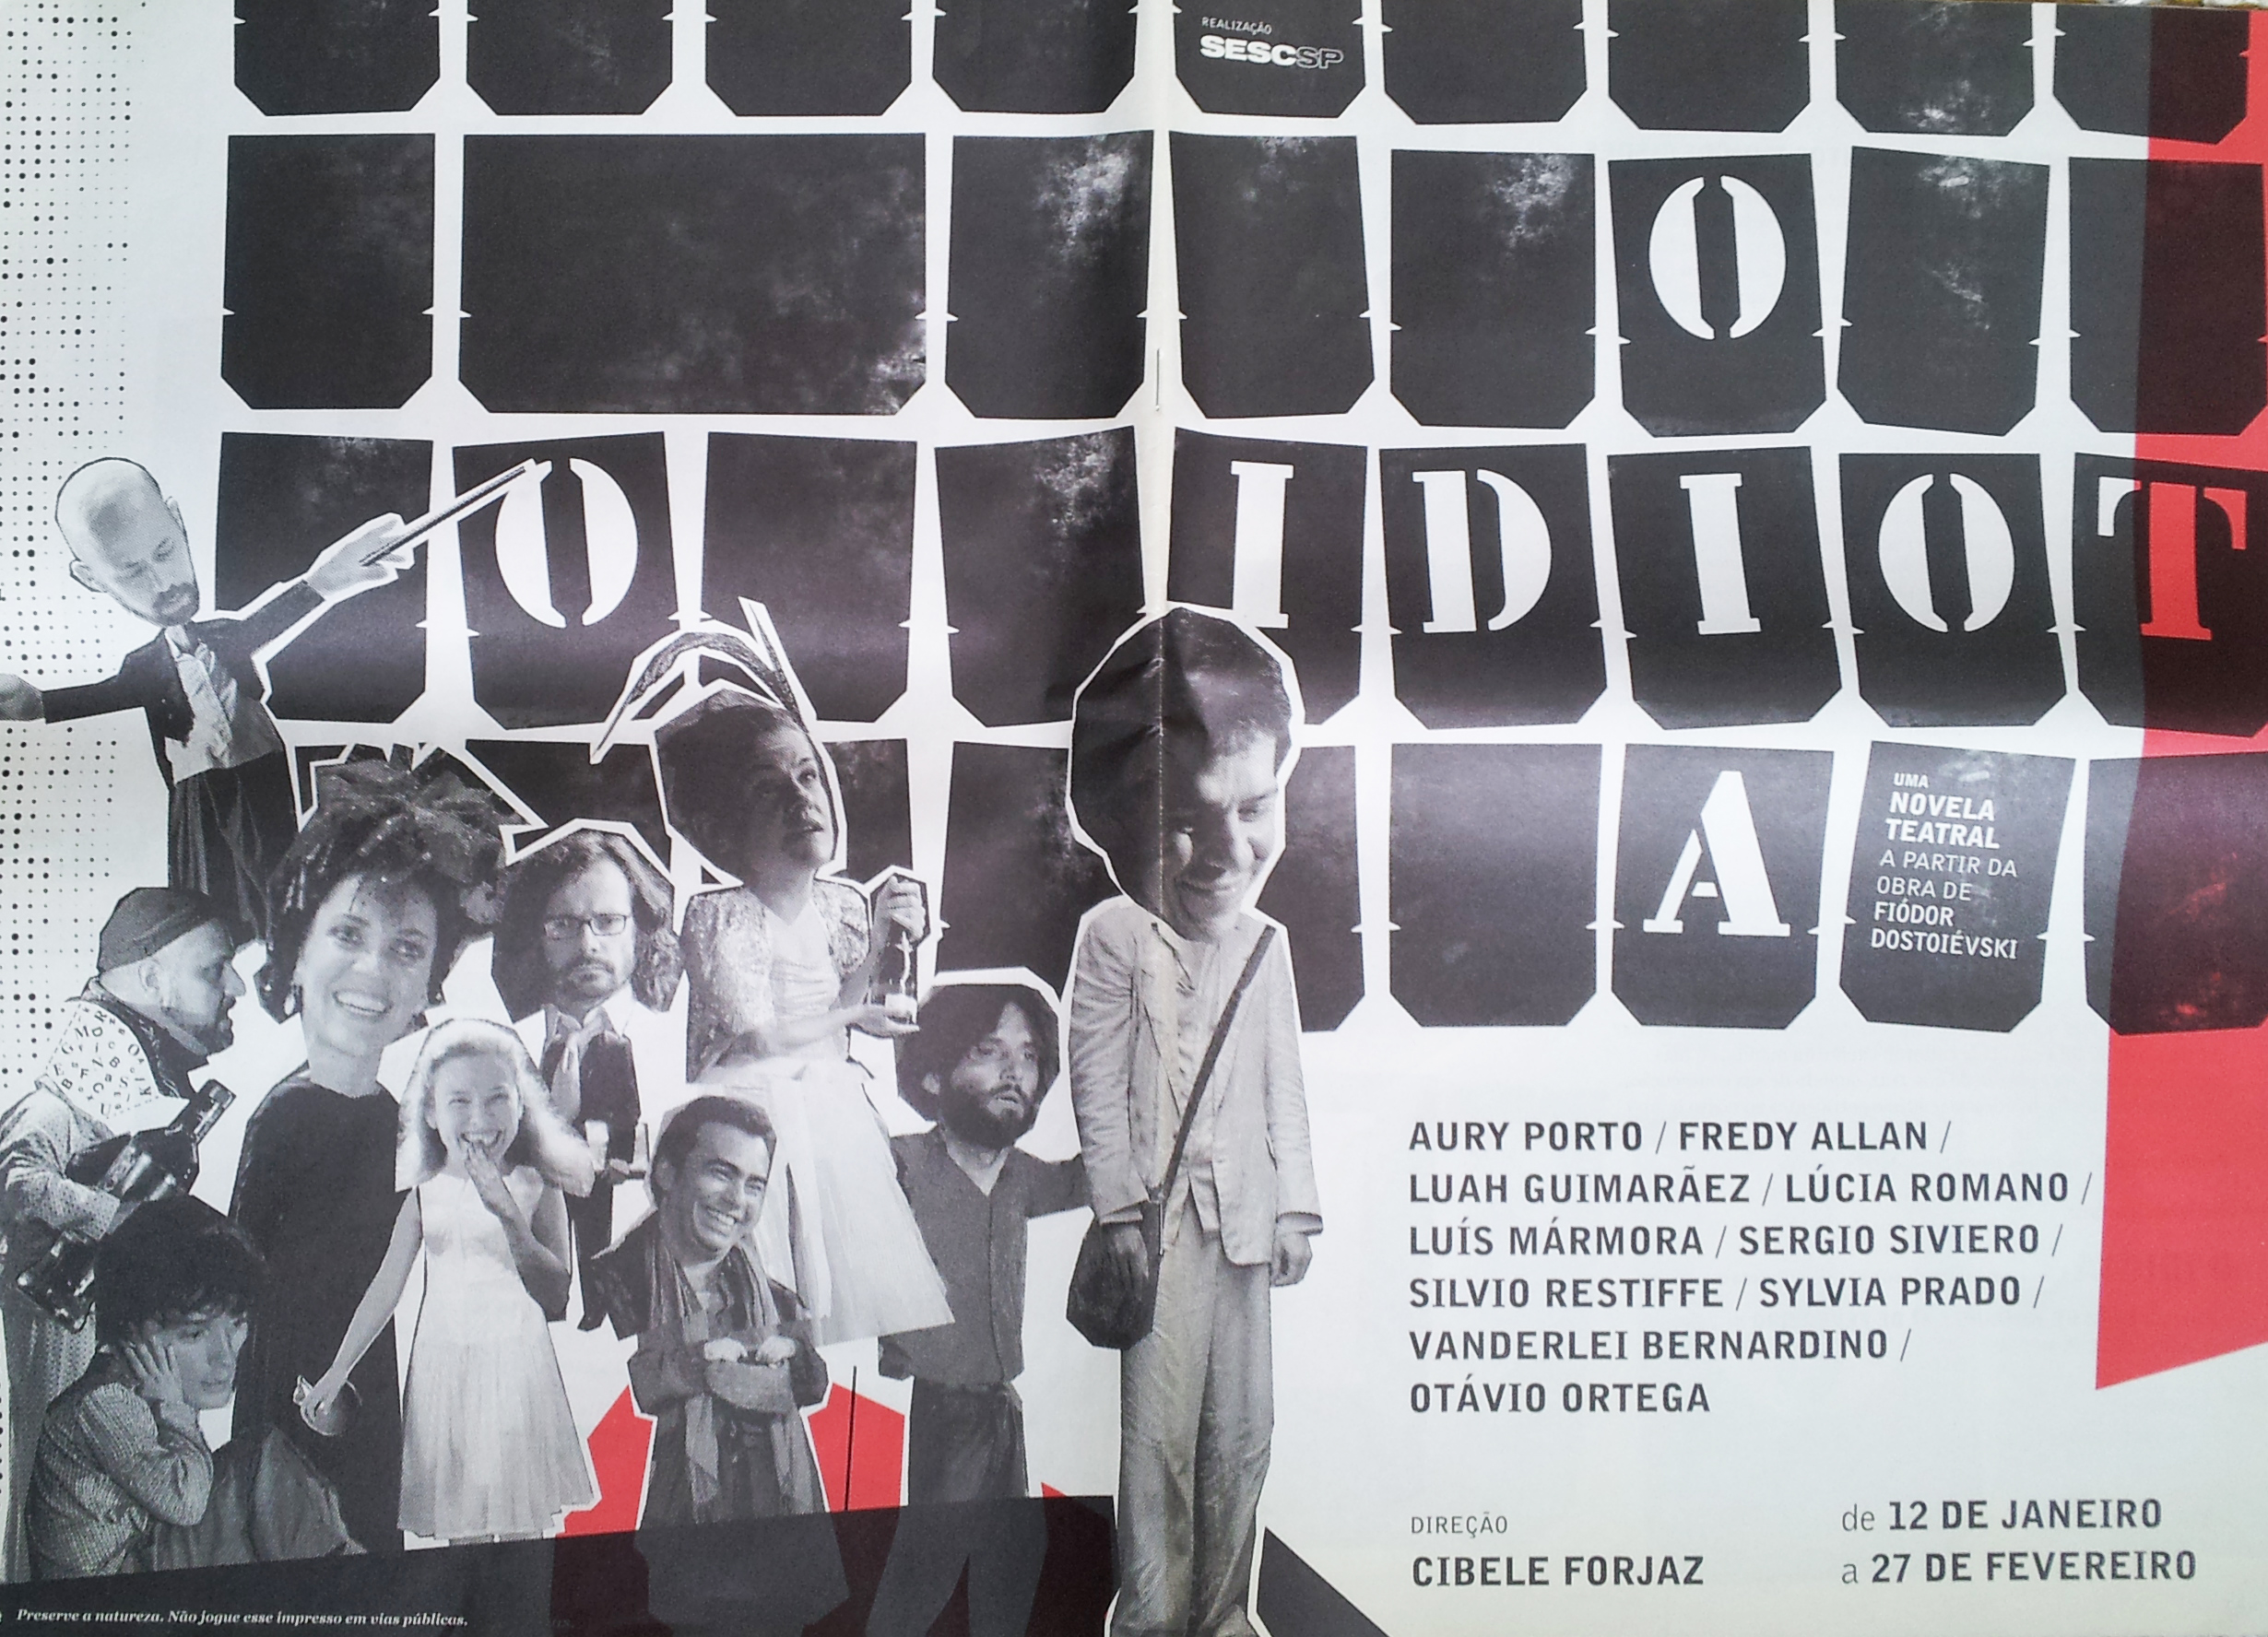 REALIZAÇÃO
SESCSP
O
O IDIOT
A
UMA
NOVELA
TEATRAL
A PARTIR DA
OBRA DE
FIÓDOR
DOSTOIÉVSKI
AURY PORTO / FREDY ALLAN /
LUAH GUIMARÃEZ / LÚCIA ROMANO /
LUÍS MÁRMORA / SERGIO SIVIERO /
SILVIO RESTIFFE / SYLVIA PRADO /
VANDERLEI BERNARDINO /
OTÁVIO ORTEGA
DIREÇÃO
CIBELE FORJAZ
de 12 DE JANEIRO
a 27 DE FEVEREIRO
Preserve a natureza. Não jogue esse impresso em vias públicas.